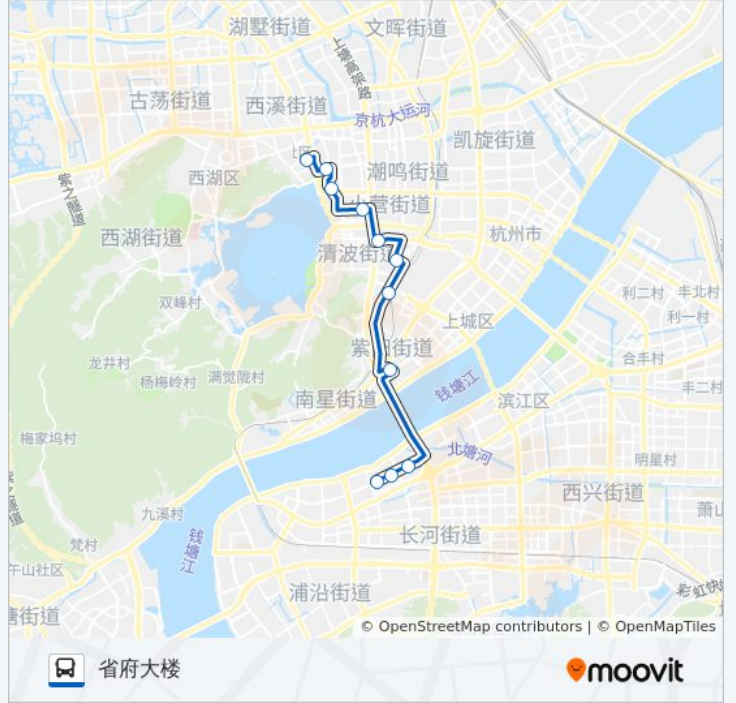 湖墅街道
文晖街道
上塘高架路
古荡街道
西溪街道
京杭大运河
凯旋街道
潮鸣街道
西湖区
紫之隧道
营街道
西湖街道
杭州市
清波街道
利二村
丰北村
双峰村
利一村
上城区
合丰村
龙井村
满觉陇村
杨梅岭村
丰二村
钱塘江
南星街道
滨江区
梅家坞村
北塘河
明星村
西兴街道
萧山
九溪村
长河街道
钱塘江
梵村
午山社区
浦沿街道
彩虹快
塘街道
© OpenStreetMap contributors | © OpenMapTiles
省府大楼
moovit